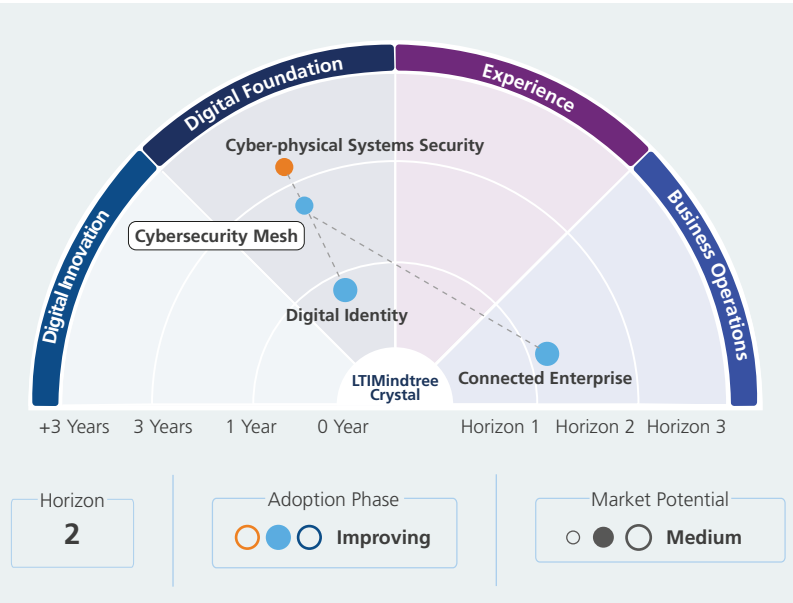 Digital Foundation
Experience
Digital Innovation
Business Operations
Cyber-physical Systems Security
Cybersecurity Mesh
Digital Identity
Connected Enterprise
LTIMindtree
Crystal
+3 Years 3 Years 1 Year 0 Year Horizon 1 Horizon 2 Horizon 3
Horizon
2
Adoption Phase
Improving
Market Potential
Medium